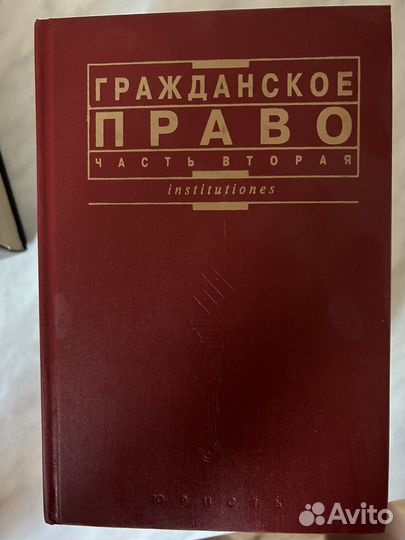 ГРАЖДАНСКОЕ
ПРАВО
ЧАСТЬ ВТОРАЯ
institutiones
Юристъ
Avito